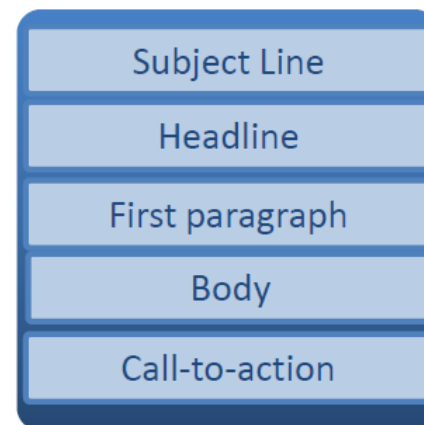 Subject Line
Headline
First paragraph
Body
Call-to-action